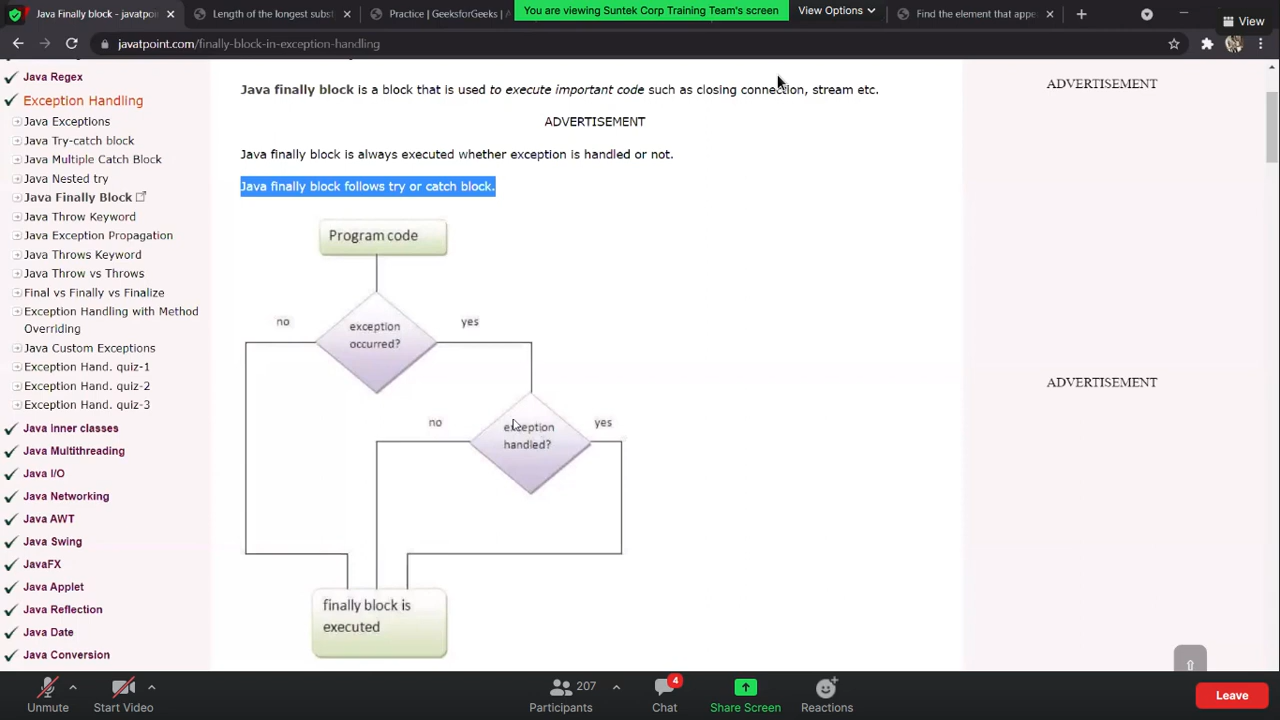 Java Finally block - javatpoint
Length of the longest subst
Practice | GeeksforGeeks | A
You are viewing Suntek Corp Training Team's screen
View Options
Find the element that appe
View
javatpoint.com/finally-block-in-exception-handling
Java Regex
Exception Handling
Java Exceptions
Java Try-catch block
Java Multiple Catch Block
Java Nested try
Java Finally Block
Java Throw Keyword
Java Exception Propagation
Java Throws Keyword
Java Throw vs Throws
Final vs Finally vs Finalize
Exception Handling with Method
Overriding
Java Custom Exceptions
Exception Hand. quiz-1
Exception Hand. quiz-2
Exception Hand. quiz-3
Java Inner classes
Java Multithreading
Java I/O
Java Networking
Java AWT
Java Swing
JavaFX
Java Applet
Java Reflection
Java Date
Java Conversion
Java finally block is a block that is used to execute important code such as closing connection, stream etc.
ADVERTISEMENT
Java finally block is always executed whether exception is handled or not.
Java finally block follows try or catch block.
Program code
no
exception
occurred?
yes
no
exception
handled?
yes
finally block is
executed
ADVERTISEMENT
ADVERTISEMENT
Unmute
Start Video
207
Participants
4
Chat
Share Screen
Reactions
Leave